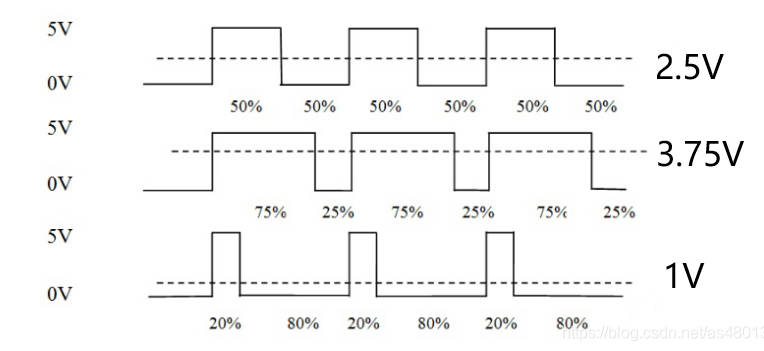 5V
2.5V
0V
50% 50% 50% 50% 50% 50%
5V
3.75V
0V
75% 25% 75% 25% 75% 25%
5V
1V
0V
20% 80% 20% 80% 20% 80%
https://blog.csdn.net/as48013